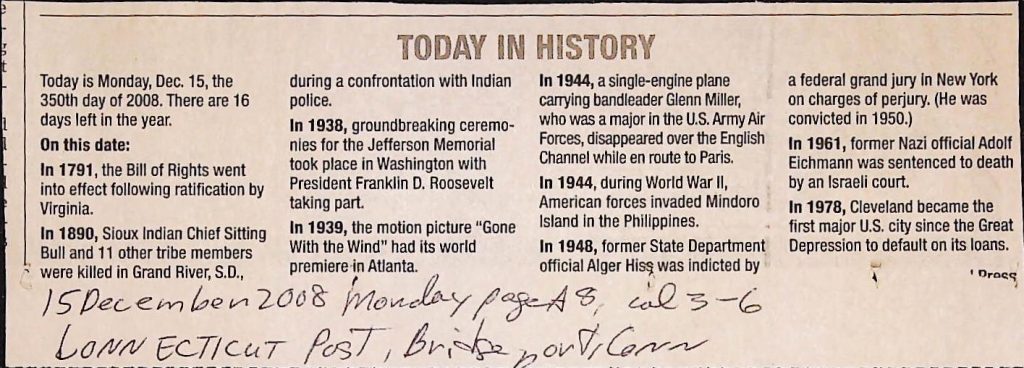 TODAY IN HISTORY
Today is Monday, Dec. 15, the
350th day of 2008. There are 16
days left in the year.
On this date:
In 1791, the Bill of Rights went
into effect following ratification by
Virginia.
In 1890, Sioux Indian Chief Sitting
Bull and 11 other tribe members
were killed in Grand River, S.D.,
during a confrontation with Indian
police.
In 1938, groundbreaking ceremo-
nies for the Jefferson Memorial
took place in Washington with
President Franklin D. Roosevelt
taking part.
In 1939, the motion picture “Gone
With the Wind” had its world
premiere in Atlanta.
In 1944, a single-engine plane
carrying bandleader Glenn Miller,
who was a major in the U.S. Army Air
Forces, disappeared over the English
Channel while en route to Paris.
In 1944, during World War II,
American forces invaded Mindoro
Island in the Philippines.
In 1948, former State Department
official Alger Hiss was indicted by
a federal grand jury in New York
on charges of perjury. (He was
convicted in 1950.)
In 1961, former Nazi official Adolf
Eichmann was sentenced to death
by an Israeli court.
In 1978, Cleveland became the
first major U.S. city since the Great
Depression to default on its loans.
15 December 2008 Monday page A8, col 3-6
CONNECTICUT POST, Bridgeport, Conn